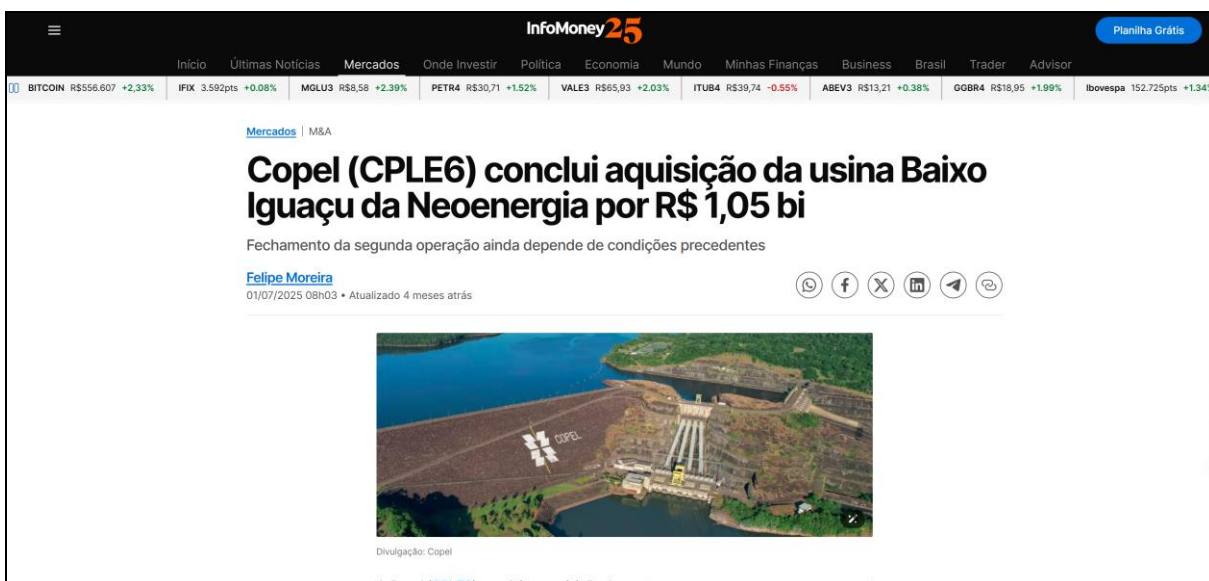 InfoMoney 25
Planilha Grátis
Início Últimas Notícias Mercados Onde Investir Política Economia Mundo Minhas Finanças Business Brasil Trader Advisor
BITCOIN R$556.607 +2,33% IFIX 3.592pts +0.08% MGLU3 R$8,58 +2.39% PETR4 R$30,71 +1.52% VALE3 R$65,93 +2.03% ITUB4 R$39,74 -0.55% ABEV3 R$13,21 +0.38% GGBR4 R$18,95 +1.99% Ibovespa 152.725pts +1.34
Mercados | M&A
Copel (CPLE6) conclui aquisição da usina Baixo
Iguaçu da Neoenergia por R$ 1,05 bi
Fechamento da segunda operação ainda depende de condições precedentes
Felipe Moreira
01/07/2025 08h03 • Atualizado 4 meses atrás
COPEL
Divulgação: Copel